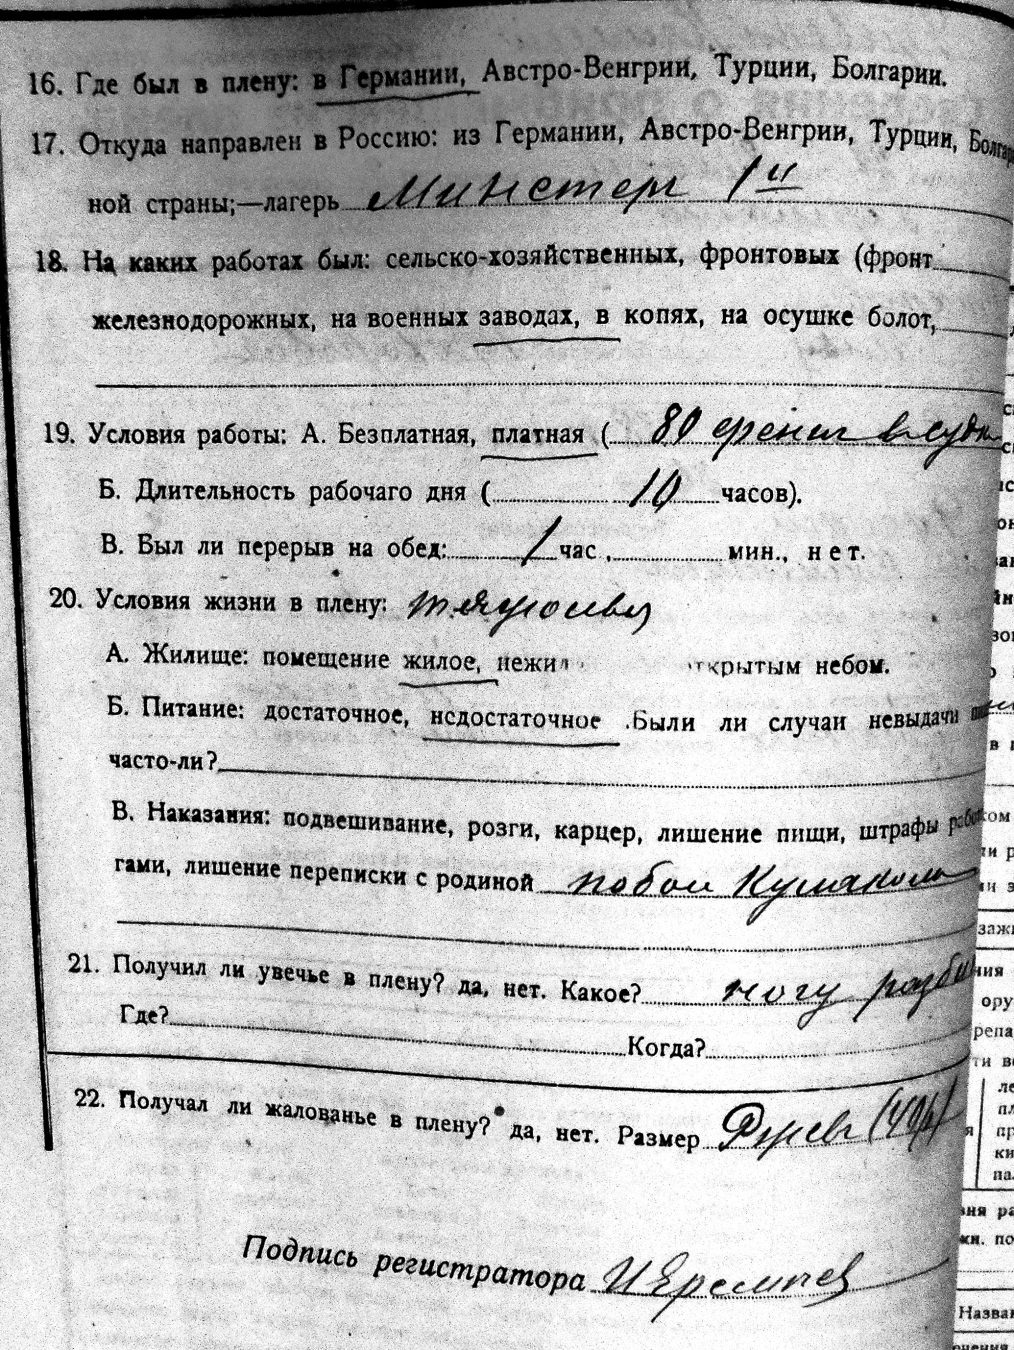 16. Где был в плену: в Германии, Австро-Венгрии, Турции, Болгарии.
17. Откуда направлен в Россию: из Германии, Австро-Венгрии, Турции,
ной страны;—лагерь Минстер 1й
18. На каких работах был: сельско-хозяйственных, фронтовых (фронт
железнодорожных, на военных заводах, в копях, на осушке болот,
19. Условия работы: А. Безплатная, платная ( 80 фениг в
Б. Длительность рабочаго дня ( 10 часов).
В. Был ли перерыв на обед: 1 час, мин., нет.
20. Условия жизни в плену:
А. Жилище: помещение жилое, нежил ткрытым небом.
Б. Питание: достаточное, недостаточное. Были ли случаи невыдачи
часто-ли?
В. Наказания: подвешивание, розги, карцер, лишение пищи, штрафы
гами, лишение переписки с родиной побои Кулаком
21. Получил ли увечье в плену? да, нет. Какое? ногу
Где? Когда?
22. Получал ли жалованье в плену? да, нет. Размер
Подпись регистратора